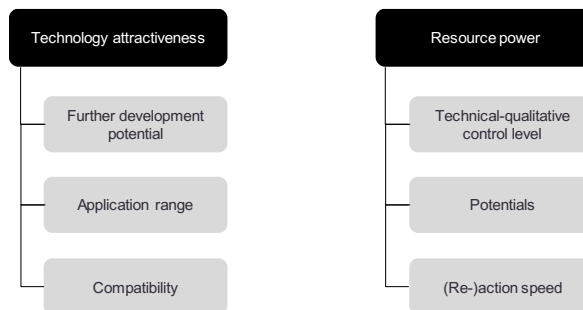 Technology attractiveness
Further development
potential
Application range
Compatibility
Resource power
Technical-qualitative
control level
Potentials
(Re-)action speed